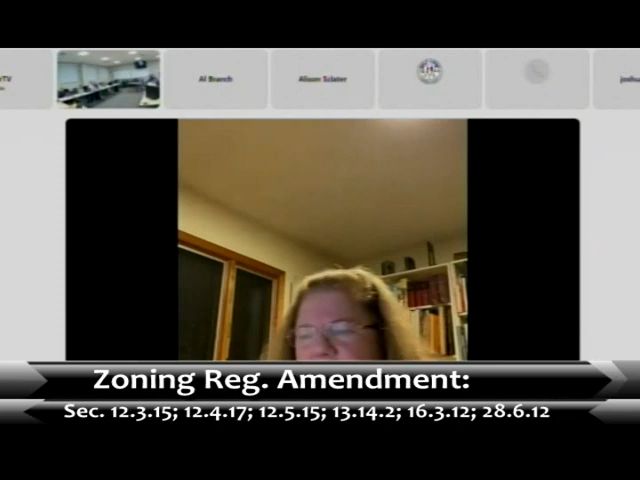 TV
Al Branch
Alison Sclater
Zoning Reg. Amendment:
Sec. 12.3.15; 12.4.17; 12.5.15; 13.14.2; 16.3.12; 28.6.12